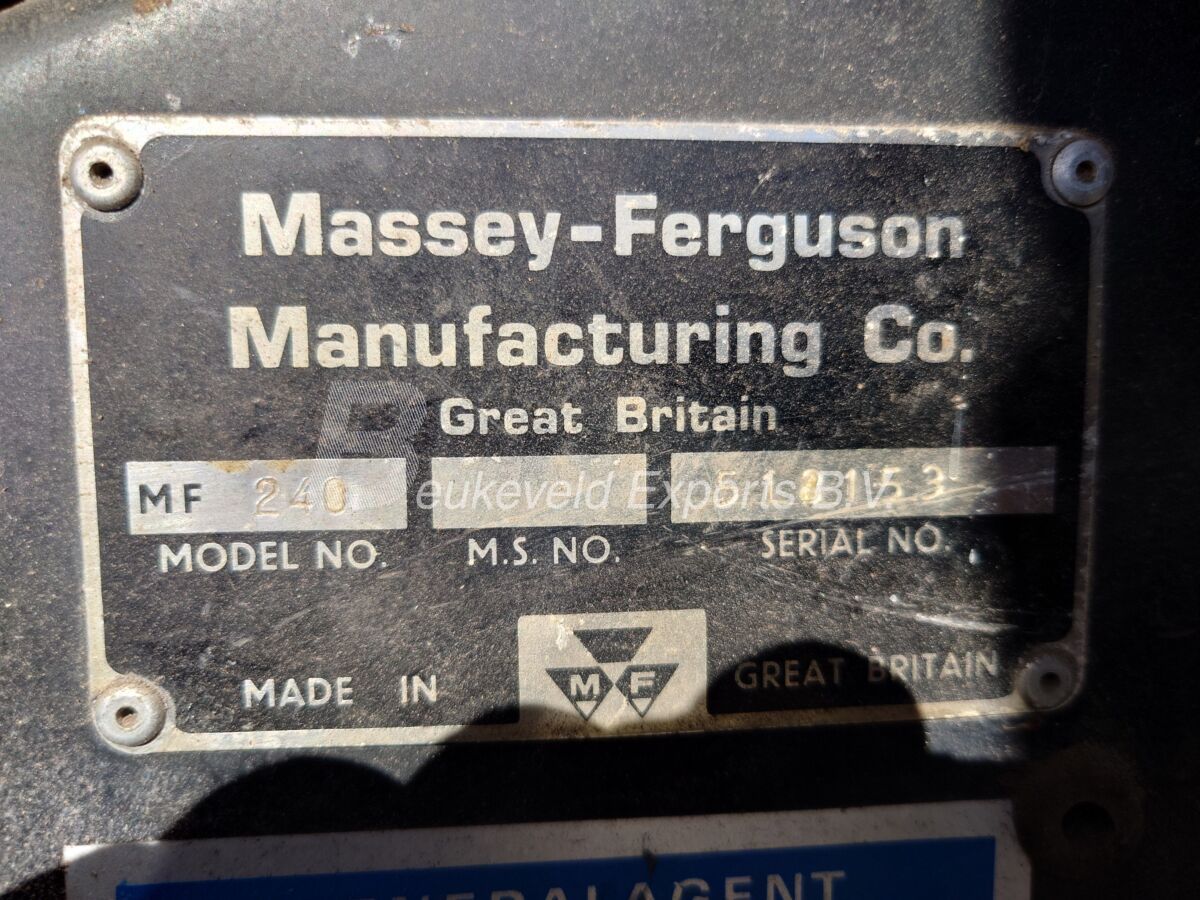 Massey-Ferguson
Manufacturing Co.
Great Britain
MF 240
Beukeveld Exports B.V.
MODEL NO. M.S. NO. SERIAL NO.
MADE IN MF GREAT BRITAIN